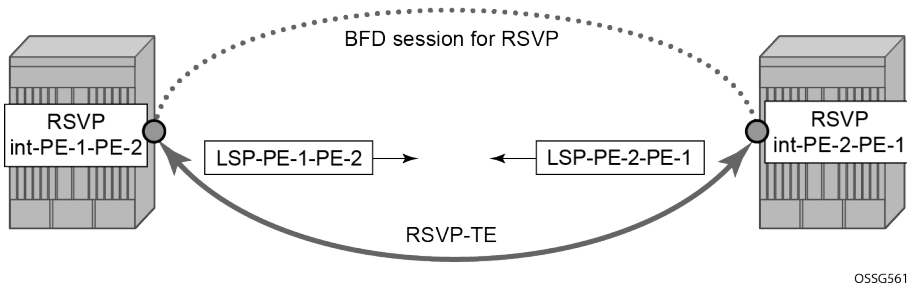 BFD session for RSVP
RSVP
int-PE-1-PE-2
RSVP
int-PE-2-PE-1
LSP-PE-1-PE-2
LSP-PE-2-PE-1
RSVP-TE
OSSG561